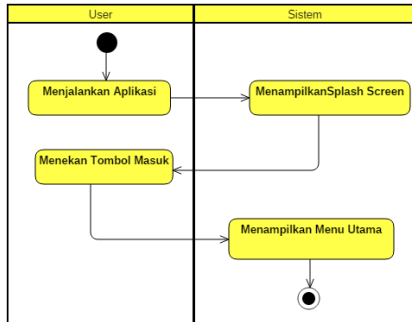 User
Sistem
Menjalankan Aplikasi
MenampilkanSplash Screen
Menekan Tombol Masuk
Menampilkan Menu Utama